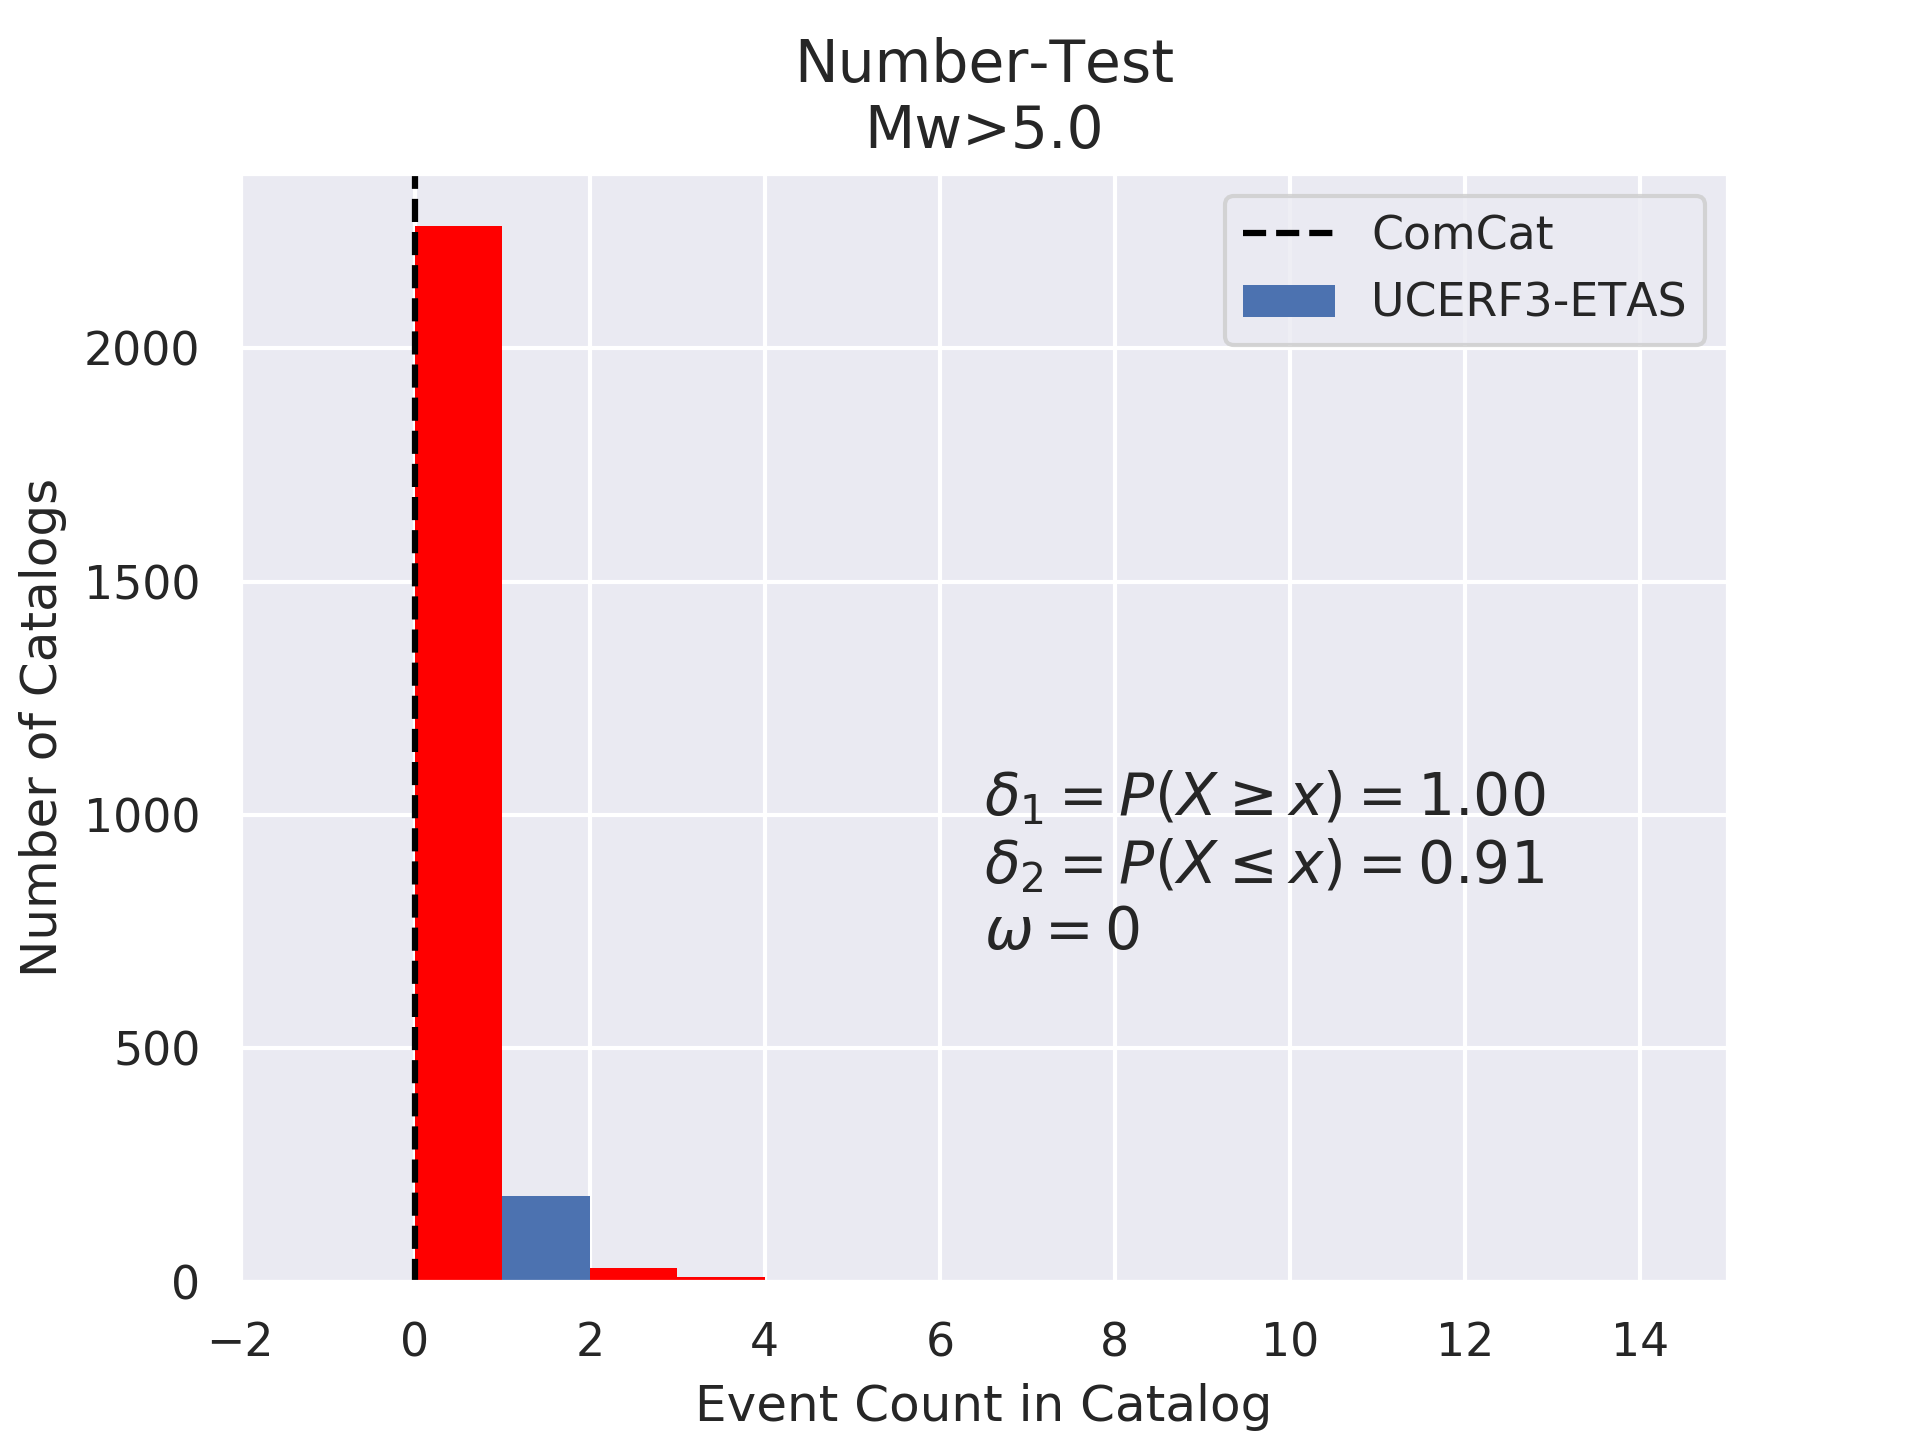 Number-Test
Mw>5.0
ComCat
UCERF3-ETAS
2000
1500
1000
500
0
Number of Catalogs
δ₁ = P(X ≥ x) = 1.00
δ₂ = P(X ≤ x) = 0.91
ω = 0
−2 0 2 4 6 8 10 12 14
Event Count in Catalog